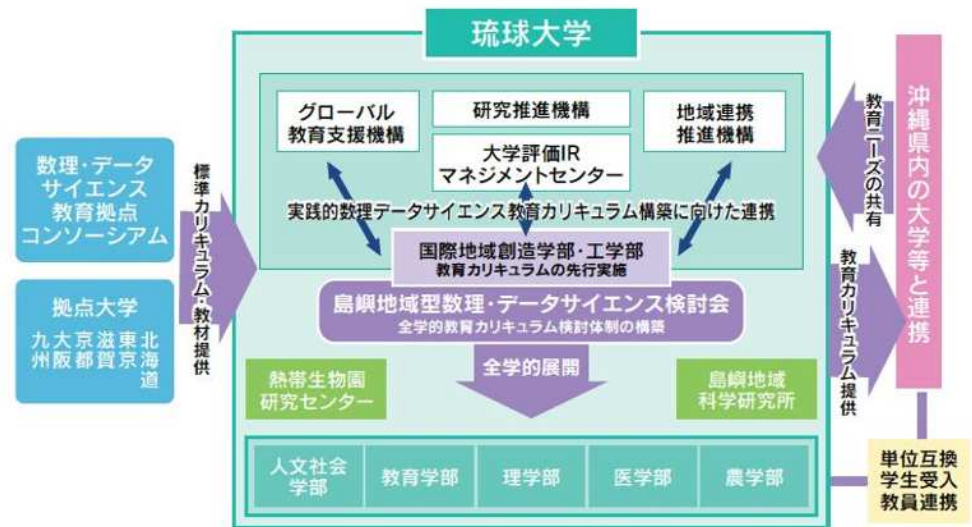 琉球大学
グローバル
教育支援機構
研究推進機構
地域連携
推進機構
大学評価IR
マネジメントセンター
実践的数理データサイエンス教育カリキュラム構築に向けた連携
国際地域創造学部・工学部
教育カリキュラムの先行実施
島嶼地域型数理・データサイエンス検討会
全学的教育カリキュラム検討体制の構築
全学的展開
熱帯生物園
研究センター
島嶼地域
科学研究所
人文社会
学部
教育学部
理学部
医学部
農学部
数理・データ
サイエンス
教育拠点
コンソーシアム
拠点大学
北海道
東京
滋賀
京都
大阪
九州
標準カリキュラム・教材提供
教育ニーズの共有
教育カリキュラム提供
沖縄県内の大学等と連携
単位互換
学生受入
教員連携